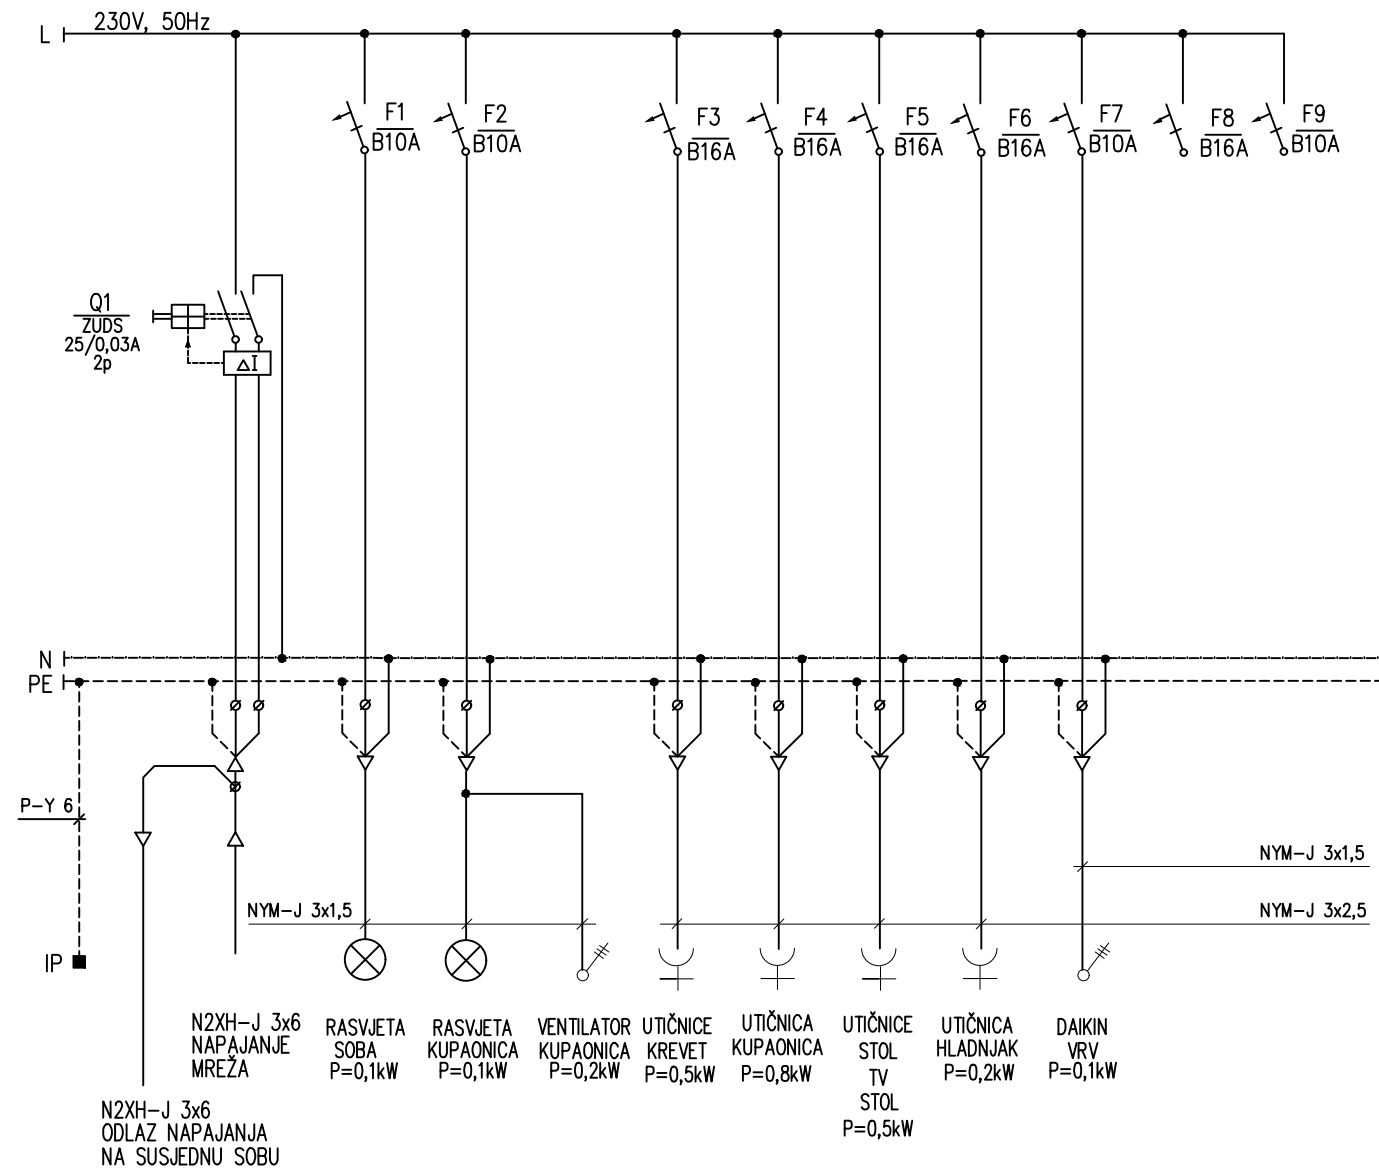 L 230V, 50Hz
F1
B10A
F2
B10A
F3
B16A
F4
B16A
F5
B16A
F6
B16A
F7
B10A
F8
B16A
F9
B10A
Q1
ZUDS
25/0,03A
2p
ΔI
N
PE
P-Y 6
NYM-J 3x1,5
NYM-J 3x1,5
NYM-J 3x2,5
IP
N2XH-J 3x6
NAPAJANJE
MREŽA
RASVJETA
SOBA
P=0,1kW
RASVJETA
KUPAONICA
P=0,1kW
VENTILATOR
KUPAONICA
P=0,2kW
UTIČNICE
KREVET
P=0,5kW
UTIČNICA
KUPAONICA
P=0,8kW
UTIČNICE
STOL
TV
STOL
P=0,5kW
UTIČNICA
HLADNJAK
P=0,2kW
DAIKIN
VRV
P=0,1kW
N2XH-J 3x6
ODLAZ NAPAJANJA
NA SUSJEDNU SOBU